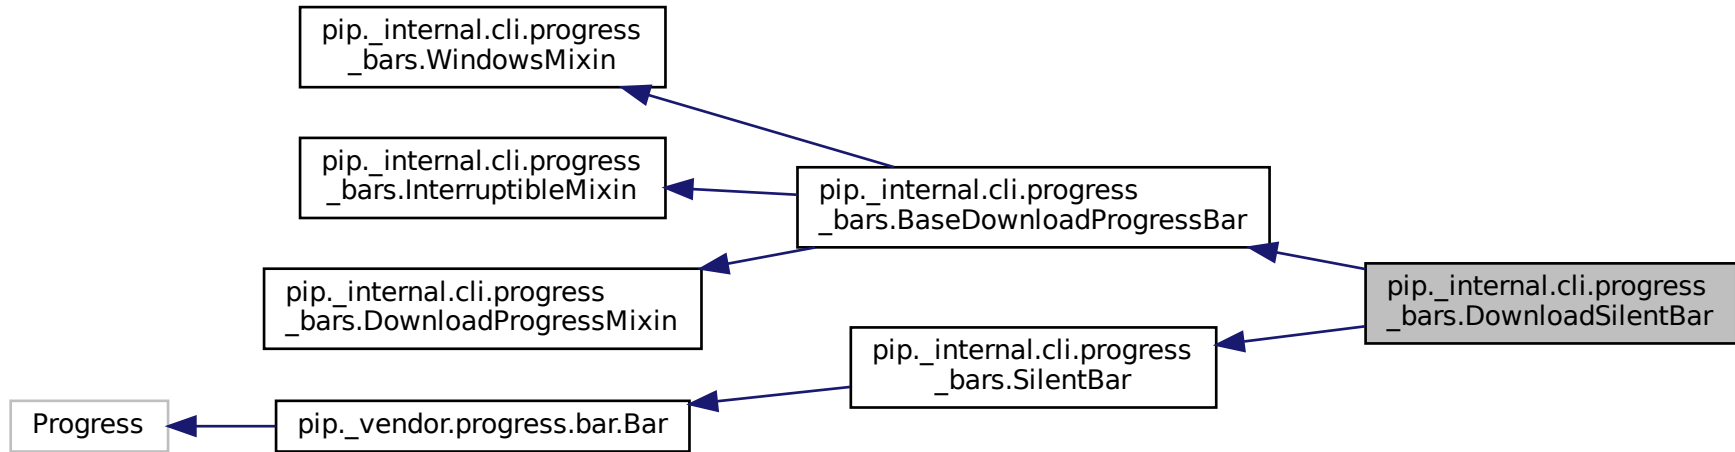 pip._internal.cli.progress
_bars.WindowsMixin
pip._internal.cli.progress
_bars.InterruptibleMixin
pip._internal.cli.progress
_bars.BaseDownloadProgressBar
pip._internal.cli.progress
_bars.DownloadProgressMixin
pip._internal.cli.progress
_bars.DownloadSilentBar
pip._internal.cli.progress
_bars.SilentBar
Progress
pip._vendor.progress.bar.Bar